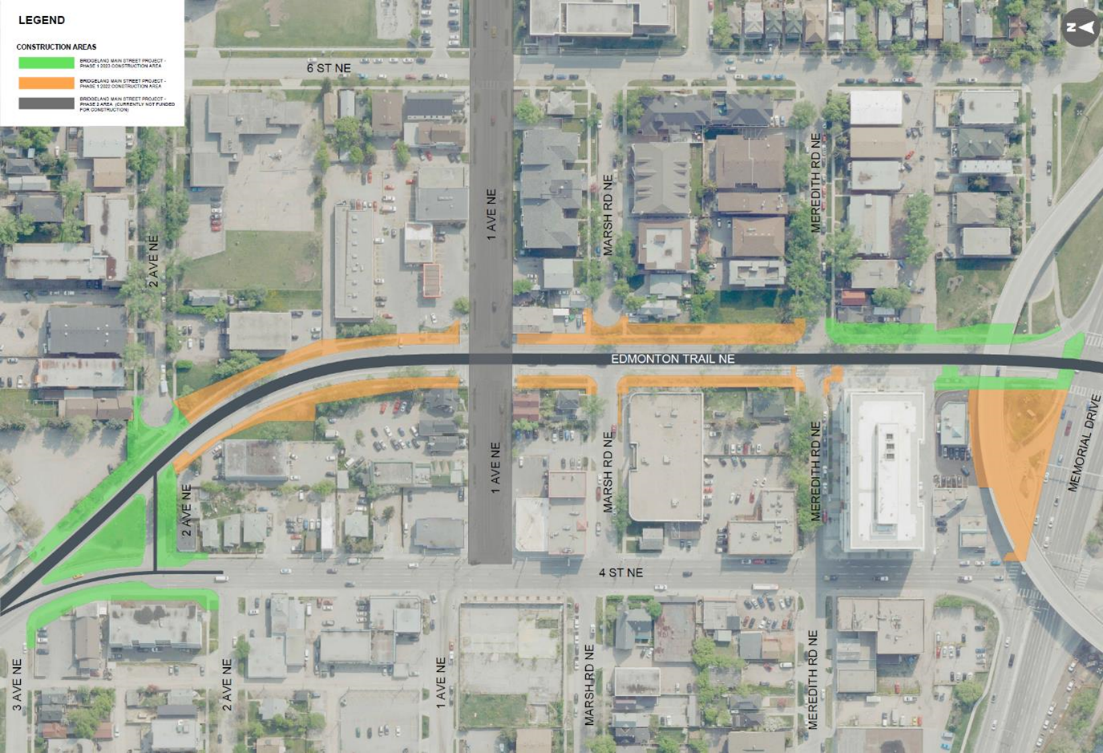 LEGEND
CONSTRUCTION AREAS
BRIDGELAND MAIN STREET PROJECT -
PHASE 1 2023 CONSTRUCTION AREA
BRIDGELAND MAIN STREET PROJECT -
PHASE 1 2022 CONSTRUCTION AREA
BRIDGELAND MAIN STREET PROJECT -
PHASE 2 AREA (CURRENTLY NOT FUNDED
FOR CONSTRUCTION)
N
6 ST NE
2 AVE NE
1 AVE NE
MARSH RD NE
MEREDITH RD NE
EDMONTON TRAIL NE
MEMORIAL DRIVE
2 AVE NE
1 AVE NE
MARSH RD NE
MEREDITH RD NE
4 ST NE
3 AVE NE
2 AVE NE
1 AVE NE
MARSH RD NE
MEREDITH RD NE